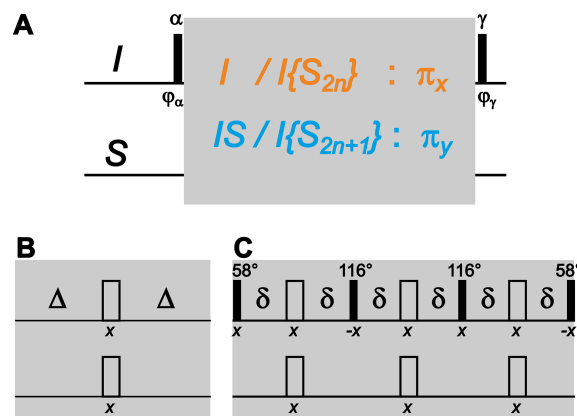 A
α γ
I I / I{S2n} : πx
φα φγ
IS / I{S2n+1} : πy
S
B C
58° 116° 116° 58°
Δ Δ δ δ δ δ δ δ
x x x -x x x x -x
x x x x